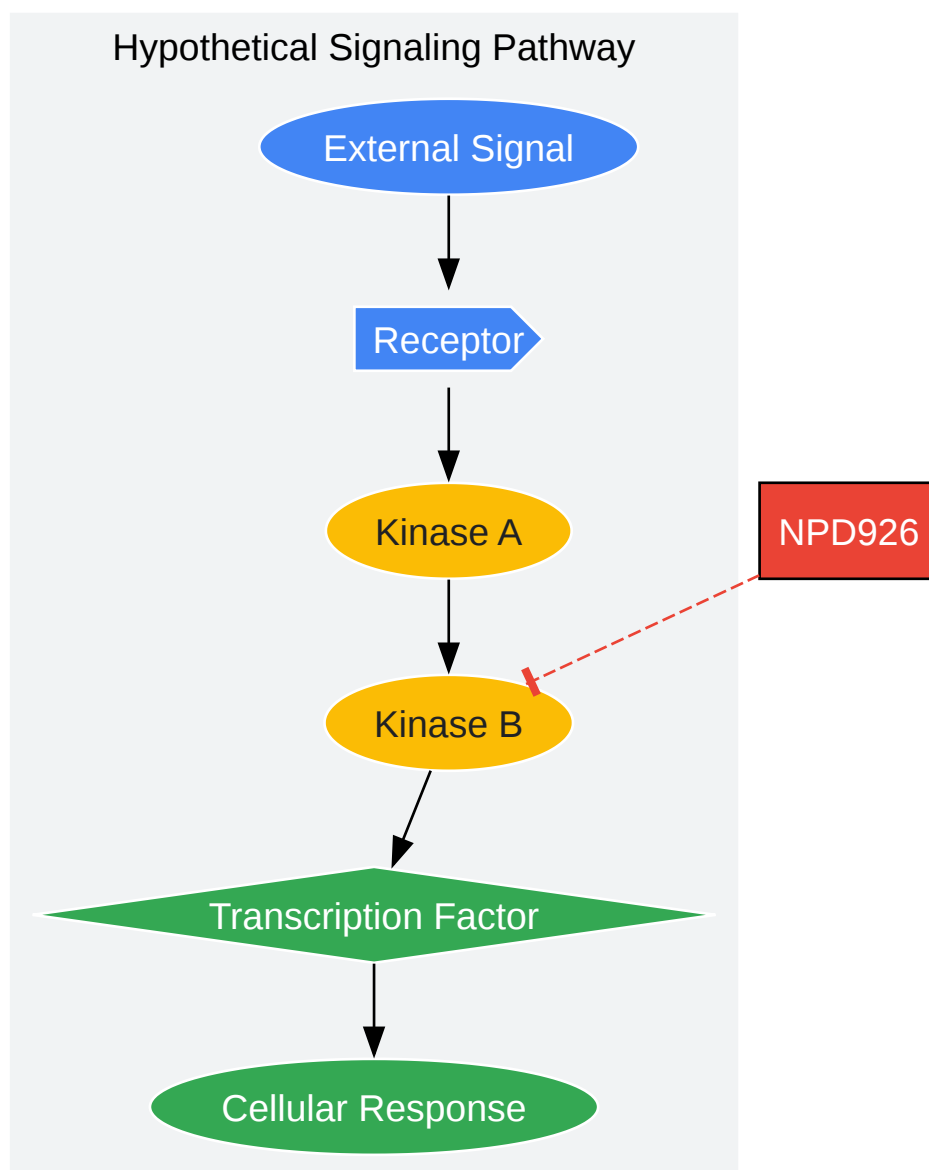 Hypothetical Signaling Pathway
External Signal
Receptor
Kinase A
NPD926
Kinase B
Transcription Factor
Cellular Response